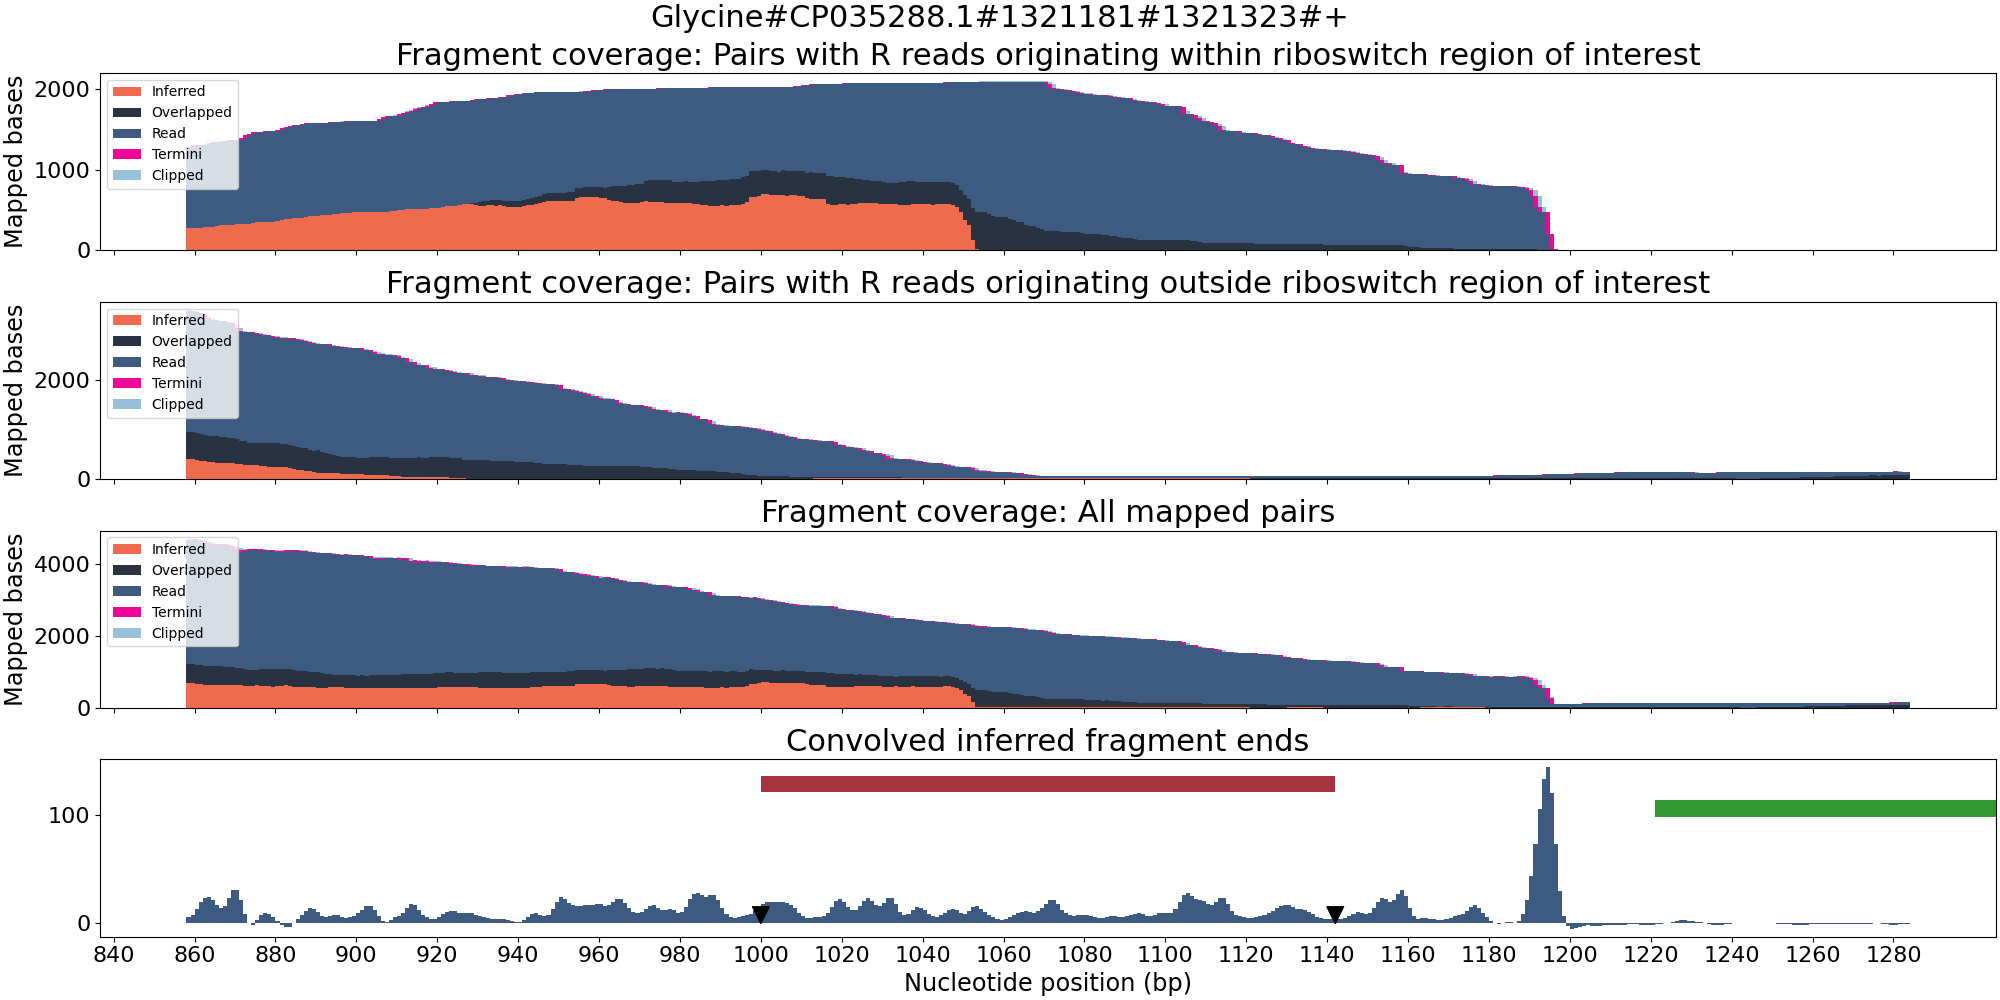 Glycine#CP035288.1#1321181#1321323#+
Fragment coverage: Pairs with R reads originating within riboswitch region of interest
Mapped bases
2000
1000
0
Inferred
Overlapped
Read
Termini
Clipped
Fragment coverage: Pairs with R reads originating outside riboswitch region of interest
Mapped bases
2000
0
Inferred
Overlapped
Read
Termini
Clipped
Fragment coverage: All mapped pairs
Mapped bases
4000
2000
0
Inferred
Overlapped
Read
Termini
Clipped
Convolved inferred fragment ends
100
0
840 860 880 900 920 940 960 980 1000 1020 1040 1060 1080 1100 1120 1140 1160 1180 1200 1220 1240 1260 1280
Nucleotide position (bp)